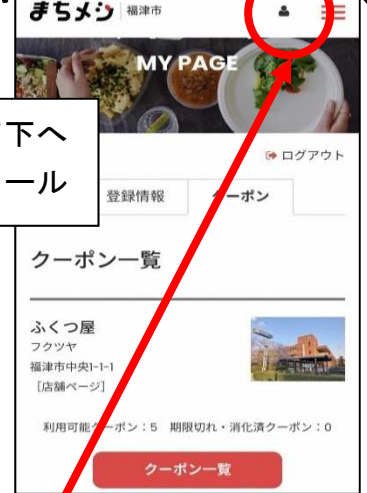 まちメシ 福津市
MY PAGE
下へ
ール
ログアウト
登録情報 クーポン
クーポン一覧
ふくつ屋
フクツヤ
福津市中央1-1-1
[店舗ページ]
利用可能クーポン：5 期限切れ・消化済クーポン：0
クーポン一覧